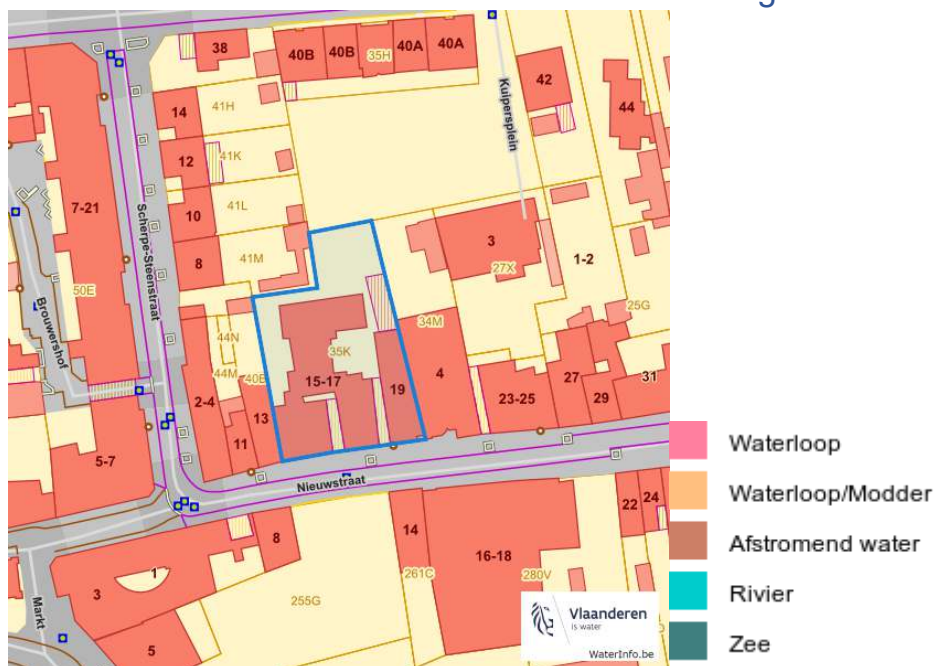 g
38
40B
40B
35H
40A
40A
42
44
14
41H
Kuipersplein
12
41K
7-21
10
41L
Scherpe-Steenstraat
8
41M
3
27X
1-2
50E
25G
Brouwershof
44N
34M
44M
40E
35K
15-17
19
4
27
31
2-4
13
23-25
29
11
5-7
Nieuwstraat
8
14
22
24
16-18
1
3
261C
280V
255G
Markt
5
Vlaanderen
is water
WaterInfo.be
Waterloop
Waterloop/Modder
Afstromend water
Rivier
Zee